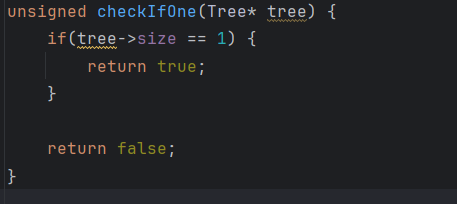 unsigned checkIfOne(Tree* tree) {
    if(tree->size == 1) {
        return true;
    }

    return false;
}